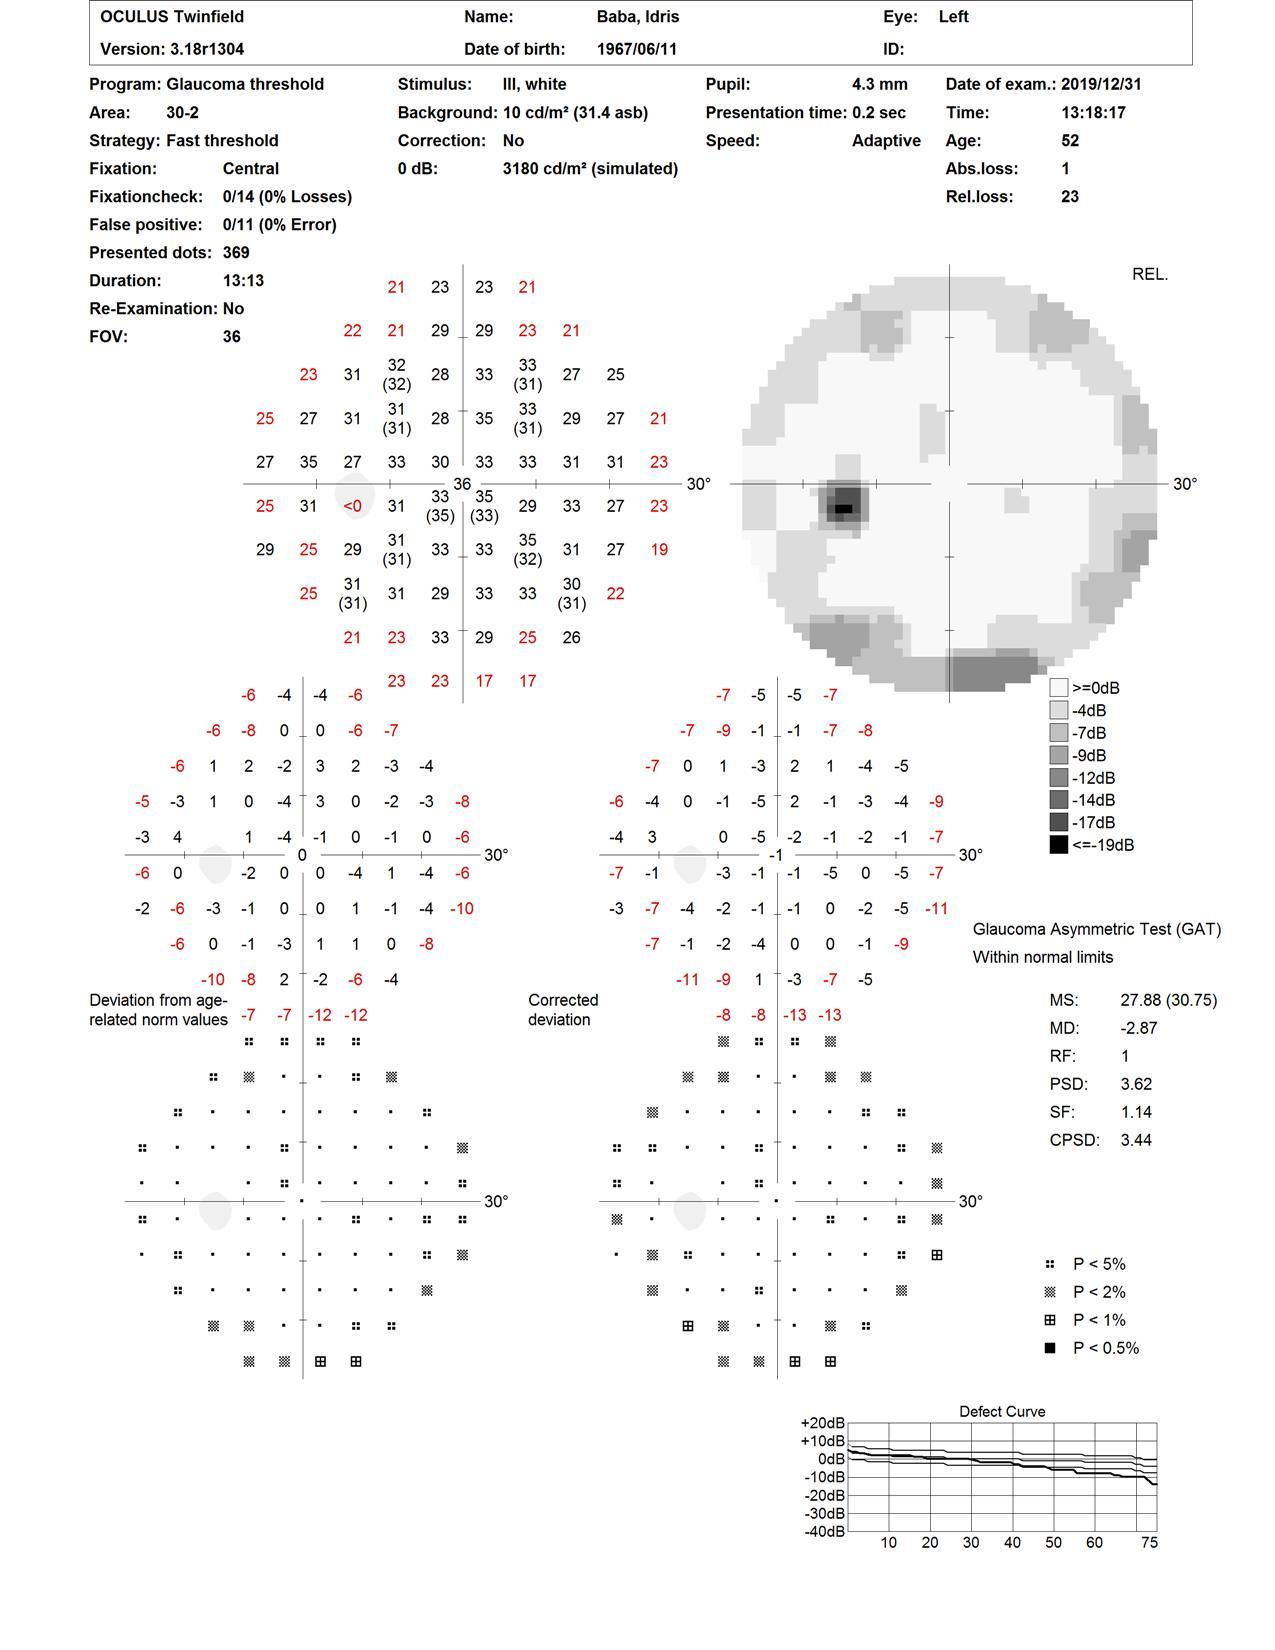 OCULUS Twinfield Name: Baba, Idris Eye: Left
Version: 3.18r1304 Date of birth: 1967/06/11 ID:
Program: Glaucoma threshold Stimulus: III, white Pupil: 4.3 mm Date of exam.: 2019/12/31
Area: 30-2 Background: 10 cd/m² (31.4 asb) Presentation time: 0.2 sec Time: 13:18:17
Strategy: Fast threshold Correction: No Speed: Adaptive Age: 52
Fixation: Central 0 dB: 3180 cd/m² (simulated) Abs.loss: 1
Fixationcheck: 0/14 (0% Losses) Rel.loss: 23
False positive: 0/11 (0% Error)
Presented dots: 369
Duration: 13:13
Re-Examination: No
FOV: 36
REL.
21 23 23 21
22 21 29 29 23 21
23 31 32 28 33 33 27 25
(32) (31)
25 27 31 31 28 35 33 29 27 21
(31) (31)
27 35 27 33 30 33 33 31 31 23
36 30° 30°
25 31 <0 31 33 35 29 33 27 23
(35) (33)
29 25 29 31 33 33 35 31 27 19
(31) (32)
25 31 31 29 33 33 30 22
(31) (31)
21 23 33 29 25 26
23 23 17 17
>=0dB
-4dB
-7dB
-9dB
-12dB
-14dB
-17dB
<=-19dB
-6 -4 -4 -6
-6 -8 0 0 -6 -7
-6 1 2 -2 3 2 -3 -4
-5 -3 1 0 -4 3 0 -2 -3 -8
-3 4 1 -4 -1 0 -1 0 -6
0 30°
-6 0 -2 0 0 -4 1 -4 -6
-2 -6 -3 -1 0 0 1 -1 -4 -10
-6 0 -1 -3 1 1 0 -8
-10 -8 2 -2 -6 -4
Deviation from age-
related norm values
-7 -7 -12 -12
-7 -5 -5 -7
-7 -9 -1 -1 -7 -8
-7 0 1 -3 2 1 -4 -5
-6 -4 0 -1 -5 2 -1 -3 -4 -9
-4 3 0 -5 -2 -1 -2 -1 -7
-1 30°
-7 -1 -3 -1 -1 -5 0 -5 -7
-3 -7 -4 -2 -1 -1 0 -2 -5 -11
-7 -1 -2 -4 0 0 -1 -9
-11 -9 1 -3 -7 -5
Corrected
deviation
-8 -8 -13 -13
Glaucoma Asymmetric Test (GAT)
Within normal limits
MS: 27.88 (30.75)
MD: -2.87
RF: 1
PSD: 3.62
SF: 1.14
CPSD: 3.44
30° 30°
P < 5%
P < 2%
P < 1%
P < 0.5%
Defect Curve
+20dB
+10dB
0dB
-10dB
-20dB
-30dB
-40dB
10 20 30 40 50 60 75